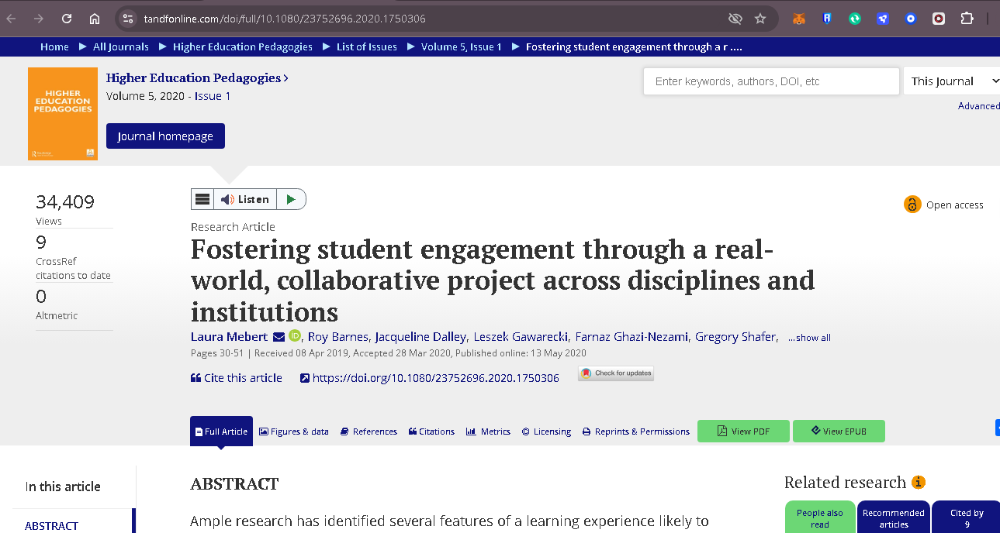 tandfonline.com/doi/full/10.1080/23752696.2020.1750306
Home ▶ All Journals ▶ Higher Education Pedagogies ▶ List of Issues ▶ Volume 5, Issue 1 ▶ Fostering student engagement through a r ....
HIGHER
EDUCATION
PEDAGOGIES
Higher Education Pedagogies >
Volume 5, 2020 - Issue 1
Journal homepage
Enter keywords, authors, DOI, etc
This Journal
Advanced
34,409
Views
9
CrossRef
citations to date
0
Altmetric
Listen
Open access
Research Article
Fostering student engagement through a real-
world, collaborative project across disciplines and
institutions
Laura Mebert iD, Roy Barnes, Jacqueline Dalley, Leszek Gawarecki, Farnaz Ghazi-Nezami, Gregory Shafer, ...show all
Pages 30-51 | Received 08 Apr 2019, Accepted 28 Mar 2020, Published online: 13 May 2020
Cite this article https://doi.org/10.1080/23752696.2020.1750306 Check for updates
Full Article Figures & data References Citations Metrics Licensing Reprints & Permissions View PDF View EPUB
In this article
ABSTRACT
ABSTRACT
Ample research has identified several features of a learning experience likely to
Related research
People also
read
Recommended
articles
Cited by
9